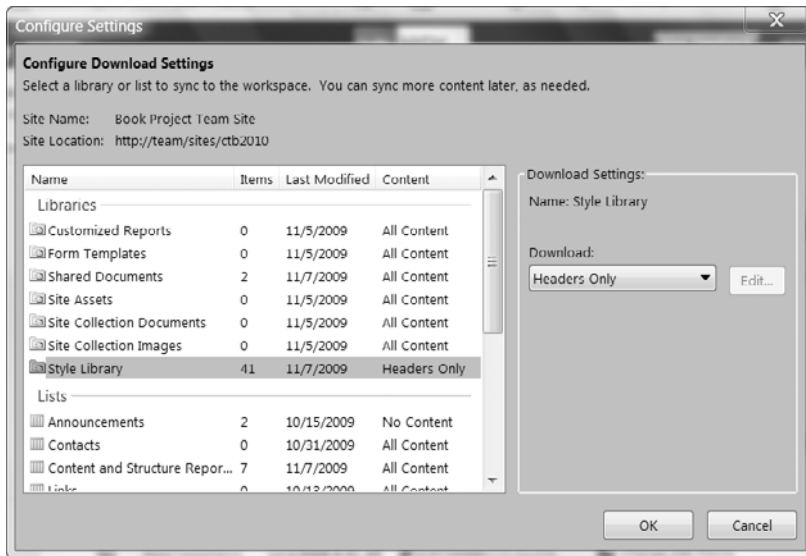 Configure Settings
Configure Download Settings
Select a library or list to sync to the workspace. You can sync more content later, as needed.
Site Name: Book Project Team Site
Site Location: http://team/sites/ctb2010
Name Items Last Modified Content
Libraries
Customized Reports 0 11/5/2009 All Content
Form Templates 0 11/5/2009 All Content
Shared Documents 2 11/7/2009 All Content
Site Assets 0 11/5/2009 All Content
Site Collection Documents 0 11/5/2009 All Content
Site Collection Images 0 11/5/2009 All Content
Style Library 41 11/7/2009 Headers Only
Lists
Announcements 2 10/15/2009 No Content
Contacts 0 10/31/2009 All Content
Content and Structure Repor... 7 11/7/2009 All Content
Links 0 10/13/2009 All Content
Download Settings:
Name: Style Library
Download:
Headers Only
Edit...
OK Cancel